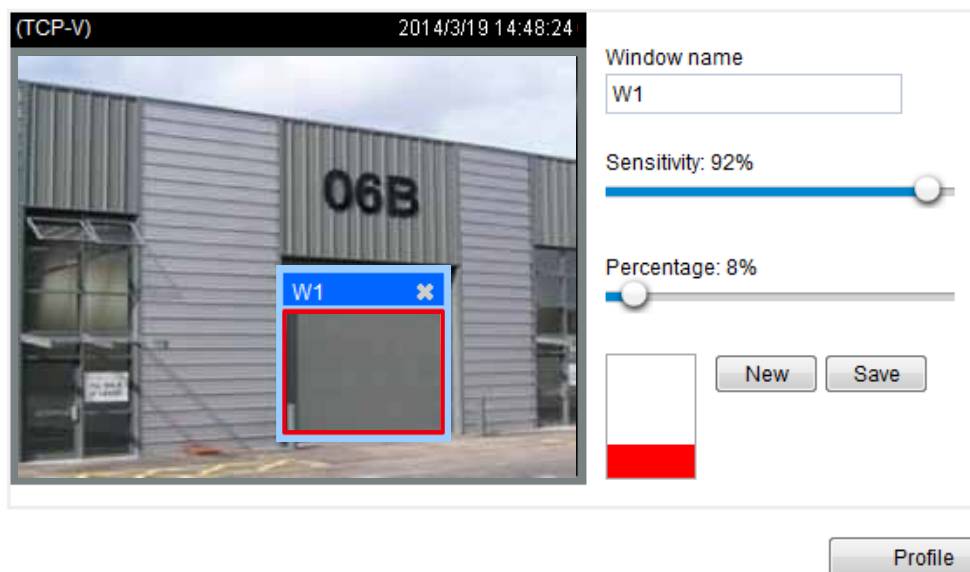 (TCP-V) 2014/3/19 14:48:24
Window name
W1
Sensitivity: 92%
06B
Percentage: 8%
W1
New Save
Profile